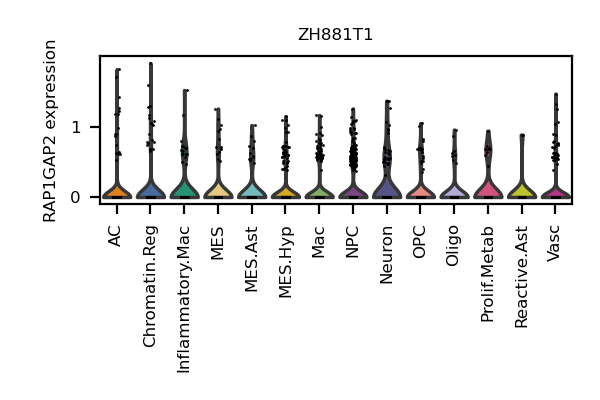 ZH881T1
RAP1GAP2 expression
1
0
AC
Chromatin.Reg
Inflammatory.Mac
MES
MES.Ast
MES.Hyp
Mac
NPC
Neuron
OPC
Oligo
Prolif.Metab
Reactive.Ast
Vasc